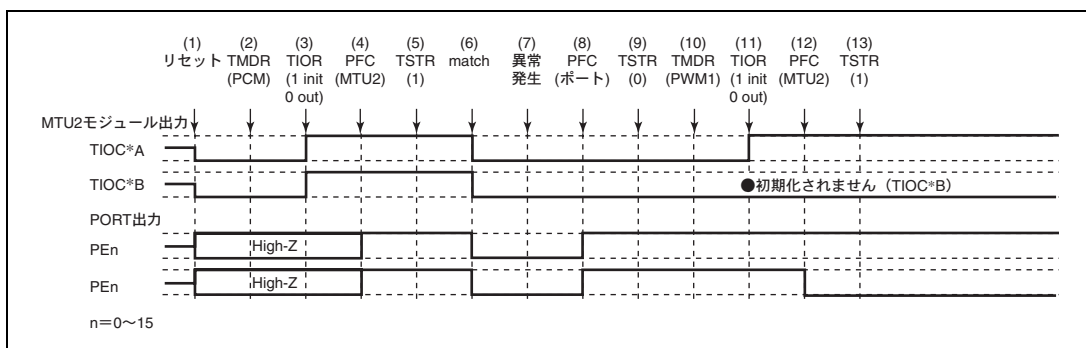 (1) (2) (3) (4) (5) (6) (7) (8) (9) (10) (11) (12) (13)
リセット TMDR TIOR PFC TSTR match 異常 PFC TSTR TMDR TIOR PFC TSTR
(PCM) (1 init (MTU2) (1) 発生 (ポート) (0) (PWM1) (1 init (MTU2) (1)
0 out) 0 out)
MTU2モジュール出力
TIOC*A
TIOC*B ●初期化されません（TIOC*B）
PORT出力
PEn High-Z
PEn High-Z
n＝0〜15